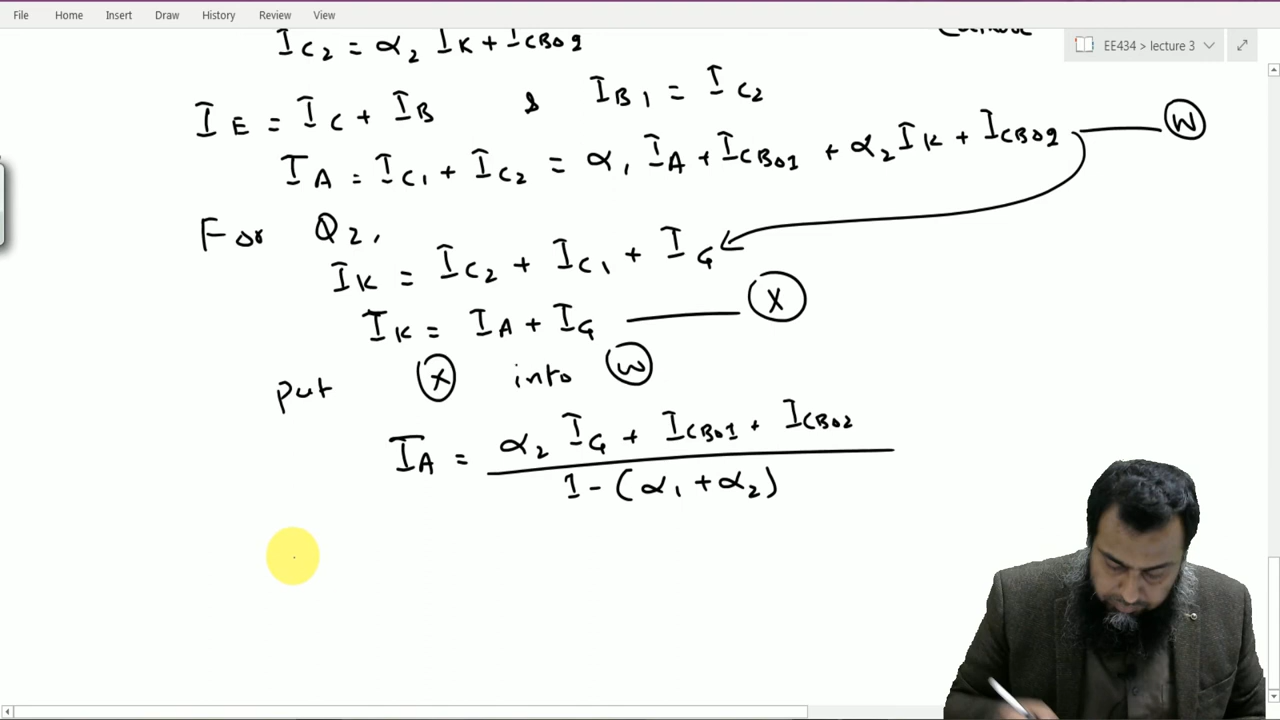 File Home Insert Draw History Review View
EE434 > lecture 3
I C2 = α2 IK + ICBO2
IE = IC + IB & IB1 = IC2
IA = IC1 + IC2 = α1 IA + ICBO1 + α2 IK + ICBO2 W
For Q2,
IK = IC2 + IC1 + IG
IK = IA + IG X
put X into W
IA = α2 IG + ICBO1 + ICBO2
1 - (α1 + α2)